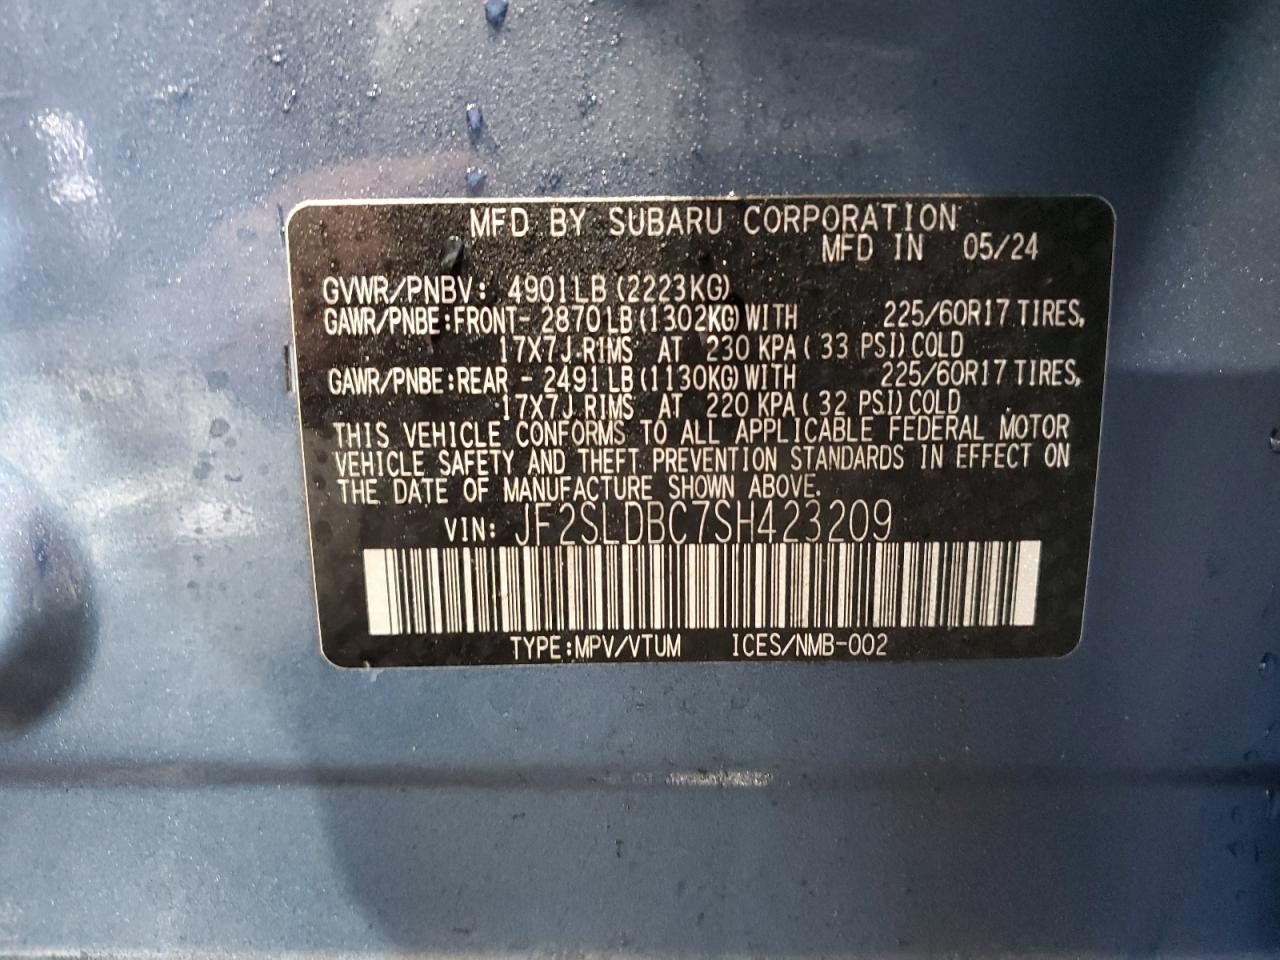 MFD BY SUBARU CORPORATION
MFD IN 05/24
GVWR/PNBV: 4901LB(2223KG)
GAWR/PNBE:FRONT- 2870LB(1302KG)WITH 225/60R17 TIRES,
17X7J RIMS AT 230 KPA( 33 PSI)COLD
GAWR/PNBE:REAR - 2491LB(1130KG)WITH 225/60R17 TIRES,
17X7J RIMS AT 220 KPA( 32 PSI)COLD
THIS VEHICLE CONFORMS TO ALL APPLICABLE FEDERAL MOTOR
VEHICLE SAFETY AND THEFT PREVENTION STANDARDS IN EFFECT ON
THE DATE OF MANUFACTURE SHOWN ABOVE.
VIN: JF2SLDBC7SH423209
TYPE:MPV/VTUM ICES/NMB-002